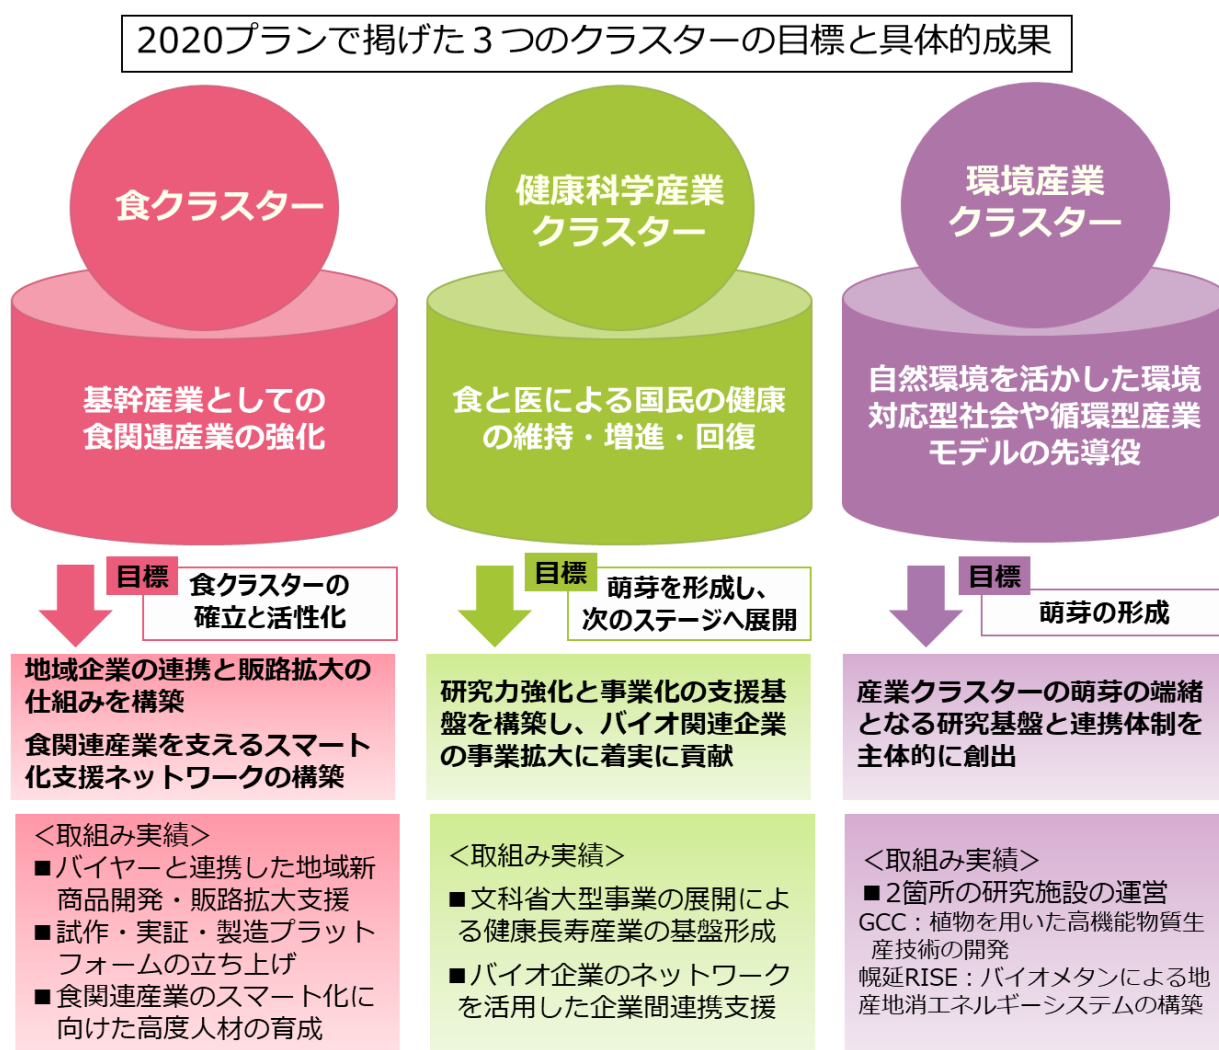 2020プランで掲げた３つのクラスターの目標と具体的成果
食クラスター
基幹産業としての
食関連産業の強化
目標
食クラスターの
確立と活性化
地域企業の連携と販路拡大の
仕組みを構築
食関連産業を支えるスマート
化支援ネットワークの構築
＜取組み実績＞
■バイヤーと連携した地域新
商品開発・販路拡大支援
■試作・実証・製造プラット
フォームの立ち上げ
■食関連産業のスマート化に
向けた高度人材の育成
健康科学産業
クラスター
食と医による国民の健康
の維持・増進・回復
目標
萌芽を形成し、
次のステージへ展開
研究力強化と事業化の支援基
盤を構築し、バイオ関連企業
の事業拡大に着実に貢献
＜取組み実績＞
■文科省大型事業の展開によ
る健康長寿産業の基盤形成
■バイオ企業のネットワーク
を活用した企業間連携支援
環境産業
クラスター
自然環境を活かした環境
対応型社会や循環型産業
モデルの先導役
目標
萌芽の形成
産業クラスターの萌芽の端緒
となる研究基盤と連携体制を
主体的に創出
＜取組み実績＞
■2箇所の研究施設の運営
GCC：植物を用いた高機能物質生
産技術の開発
幌延RISE：バイオメタンによる地
産地消エネルギーシステムの構築